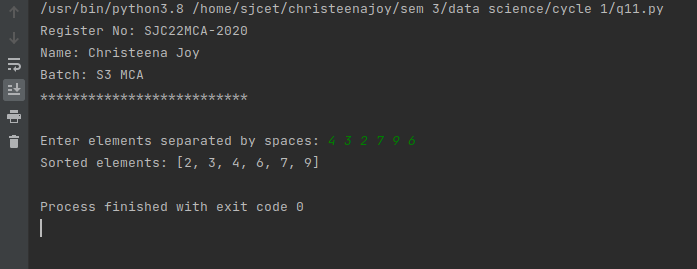 /usr/bin/python3.8 /home/sjcet/christeenajoy/sem 3/data science/cycle 1/q11.py
Register No: SJC22MCA-2020
Name: Christeena Joy
Batch: S3 MCA
**************************
Enter elements separated by spaces: 4 3 2 7 9 6
Sorted elements: [2, 3, 4, 6, 7, 9]
Process finished with exit code 0